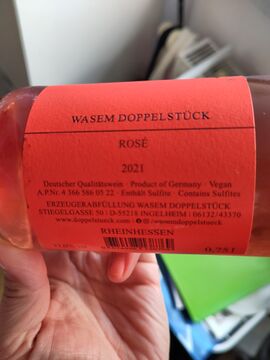 WASEM DOPPELSTÜCK
ROSÉ
2021
Deutscher Qualitätswein · Product of Germany · Vegan
A.P.Nr. 4 366 586 05 22 · Enthält Sulfite · Contains Sulfites
ERZEUGERABFÜLLUNG WASEM DOPPELSTÜCK
STIEGELGASSE 50 | D-55218 INGELHEIM | 06132/43370
www.doppelstueck.com · /wasemdoppelstueck
RHEINHESSEN
0,75 l